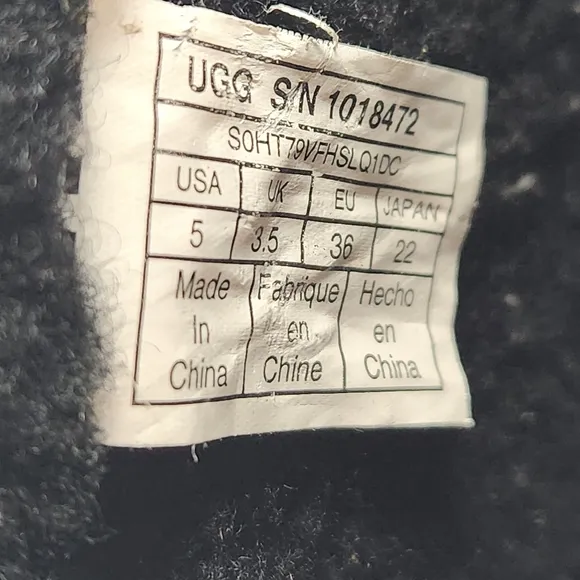 UGG S/N 1018472
S0HT79VFHSLQ1DC
USA UK EU JAPAN
5 3.5 36 22
Made Fabrique Hecho
In en en
China Chine China